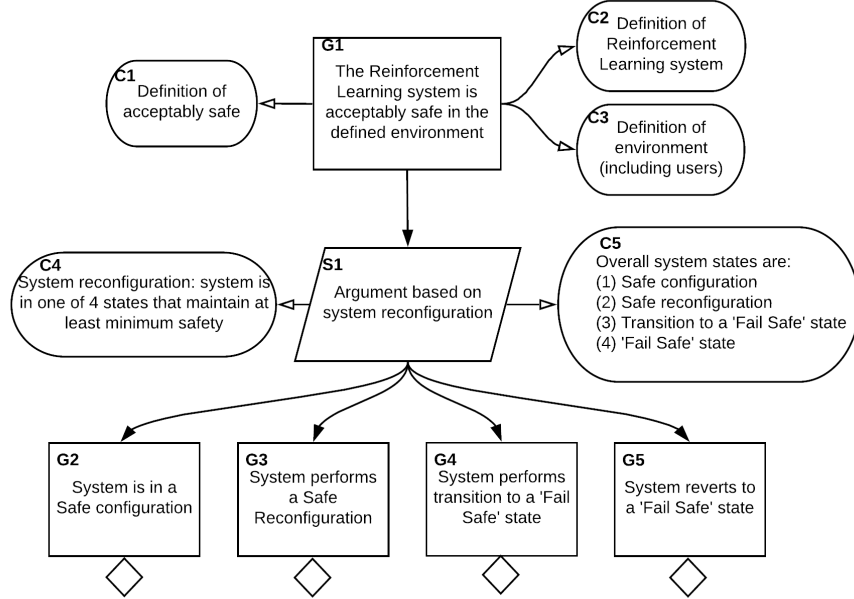 G1
The Reinforcement
Learning system is
acceptably safe in the
defined environment
C1
Definition of
acceptably safe
C2
Definition of
Reinforcement
Learning system
C3
Definition of
environment
(including users)
S1
Argument based on
system reconfiguration
C4
System reconfiguration: system is
in one of 4 states that maintain at
least minimum safety
C5
Overall system states are:
(1) Safe configuration
(2) Safe reconfiguration
(3) Transition to a 'Fail Safe' state
(4) 'Fail Safe' state
G2
System is in a
Safe configuration
G3
System performs
a Safe
Reconfiguration
G4
System performs
transition to a 'Fail
Safe' state
G5
System reverts to
a 'Fail Safe' state